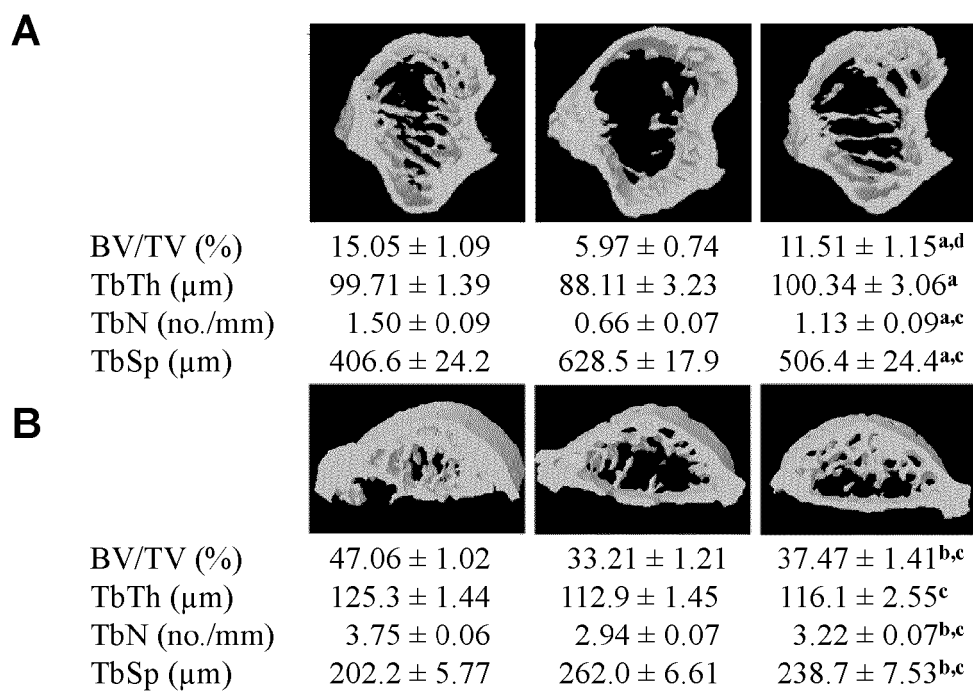 A
BV/TV (%) 15.05 ± 1.09 5.97 ± 0.74 11.51 ± 1.15a,d
TbTh (µm) 99.71 ± 1.39 88.11 ± 3.23 100.34 ± 3.06a
TbN (no./mm) 1.50 ± 0.09 0.66 ± 0.07 1.13 ± 0.09a,c
TbSp (µm) 406.6 ± 24.2 628.5 ± 17.9 506.4 ± 24.4a,c
B
BV/TV (%) 47.06 ± 1.02 33.21 ± 1.21 37.47 ± 1.41b,c
TbTh (µm) 125.3 ± 1.44 112.9 ± 1.45 116.1 ± 2.55c
TbN (no./mm) 3.75 ± 0.06 2.94 ± 0.07 3.22 ± 0.07b,c
TbSp (µm) 202.2 ± 5.77 262.0 ± 6.61 238.7 ± 7.53b,c